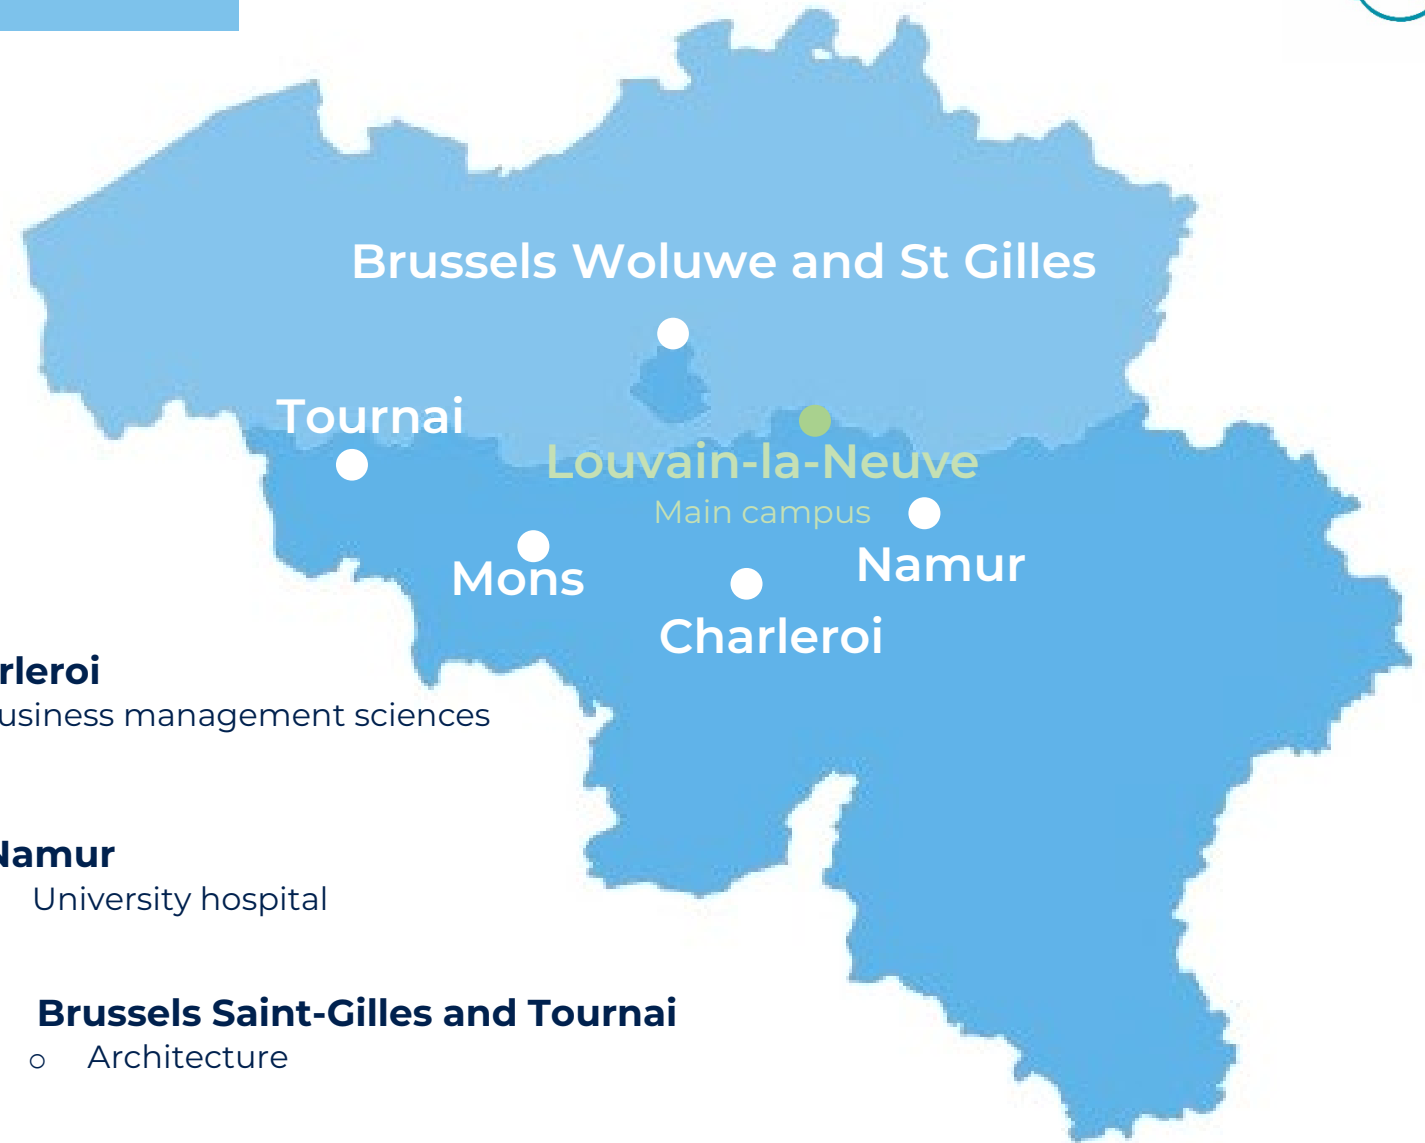 Brussels Woluwe and St Gilles
Tournai
Louvain-la-Neuve
Main campus
Namur
Mons
Charleroi
rleroi
usiness management sciences
Namur
University hospital
Brussels Saint-Gilles and Tournai
o Architecture